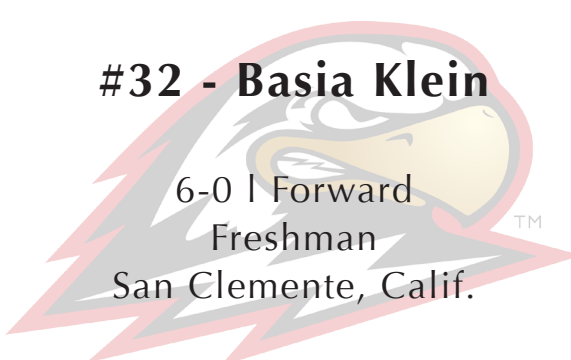 #32 - Basia Klein
6-0 l Forward
Freshman
TM
San Clemente, Calif.